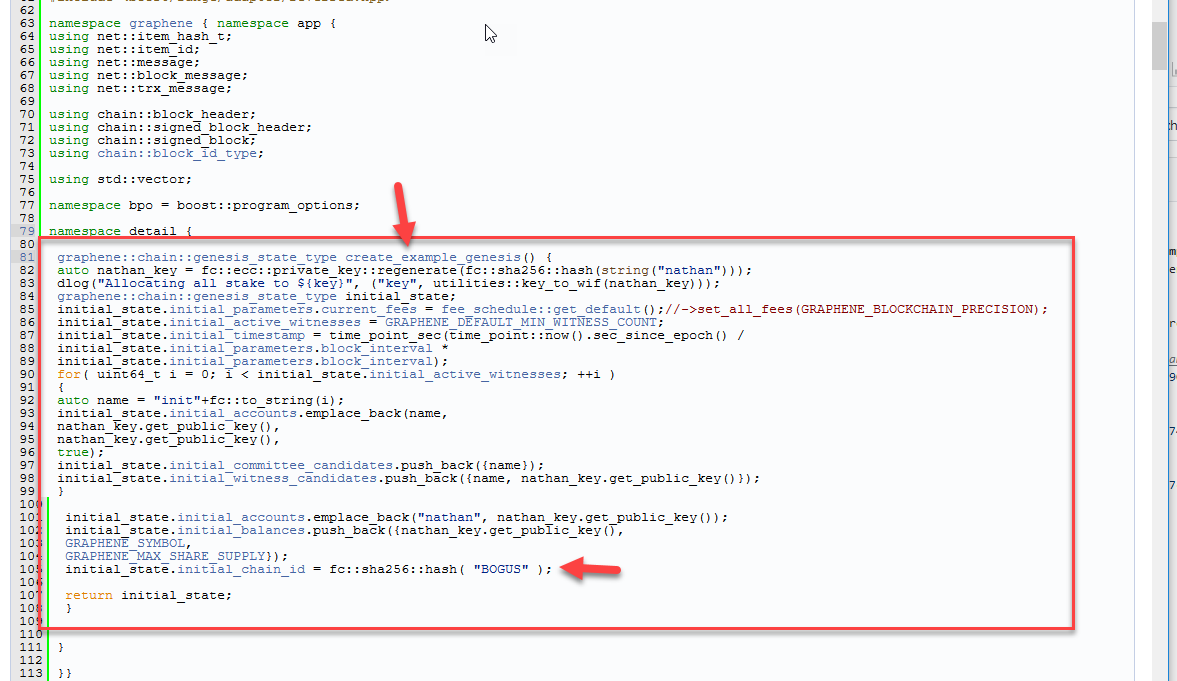 62
63 namespace graphene { namespace app {
64 using net::item_hash_t;
65 using net::item_id;
66 using net::message;
67 using net::block_message;
68 using net::trx_message;
69
70 using chain::block_header;
71 using chain::signed_block_header;
72 using chain::signed_block;
73 using chain::block_id_type;
74
75 using std::vector;
76
77 namespace bpo = boost::program_options;
78
79 namespace detail {
80
81 graphene::chain::genesis_state_type create_example_genesis() {
82 auto nathan_key = fc::ecc::private_key::regenerate(fc::sha256::hash(string("nathan")));
83 dlog("Allocating all stake to ${key}", ("key", utilities::key_to_wif(nathan_key)));
84 graphene::chain::genesis_state_type initial_state;
85 initial_state.initial_parameters.current_fees = fee_schedule::get_default();//->set_all_fees(GRAPHENE_BLOCKCHAIN_PRECISION);
86 initial_state.initial_active_witnesses = GRAPHENE_DEFAULT_MIN_WITNESS_COUNT;
87 initial_state.initial_timestamp = time_point_sec(time_point::now().sec_since_epoch() /
88 initial_state.initial_parameters.block_interval *
89 initial_state.initial_parameters.block_interval);
90 for( uint64_t i = 0; i < initial_state.initial_active_witnesses; ++i )
91 {
92 auto name = "init"+fc::to_string(i);
93 initial_state.initial_accounts.emplace_back(name,
94 nathan_key.get_public_key(),
95 nathan_key.get_public_key(),
96 true);
97 initial_state.initial_committee_candidates.push_back({name});
98 initial_state.initial_witness_candidates.push_back({name, nathan_key.get_public_key()});
99 }
100
101 initial_state.initial_accounts.emplace_back("nathan", nathan_key.get_public_key());
102 initial_state.initial_balances.push_back({nathan_key.get_public_key(),
103 GRAPHENE_SYMBOL,
104 GRAPHENE_MAX_SHARE_SUPPLY});
105 initial_state.initial_chain_id = fc::sha256::hash( "BOGUS" );
106
107 return initial_state;
108 }
109
110
111 }
112
113 }}